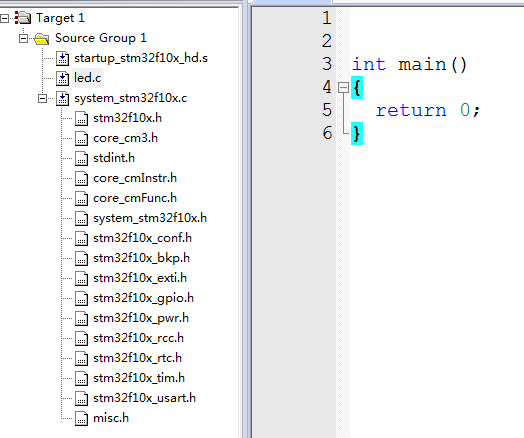 Target 1
Source Group 1
startup_stm32f10x_hd.s
led.c
system_stm32f10x.c
stm32f10x.h
core_cm3.h
stdint.h
core_cmInstr.h
core_cmFunc.h
system_stm32f10x.h
stm32f10x_conf.h
stm32f10x_bkp.h
stm32f10x_exti.h
stm32f10x_gpio.h
stm32f10x_pwr.h
stm32f10x_rcc.h
stm32f10x_rtc.h
stm32f10x_tim.h
stm32f10x_usart.h
misc.h
1
2
3 int main()
4 {
5 return 0;
6 }